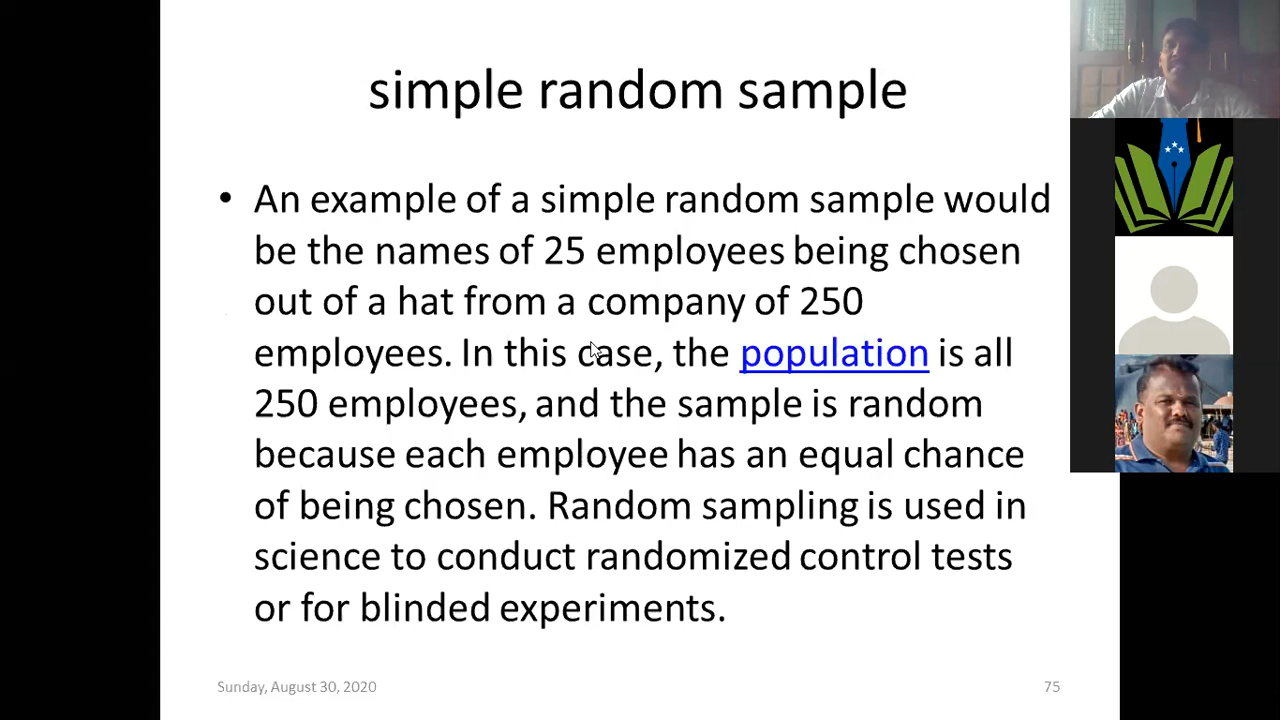 simple random sample
• An example of a simple random sample would
be the names of 25 employees being chosen
out of a hat from a company of 250
employees. In this case, the population is all
250 employees, and the sample is random
because each employee has an equal chance
of being chosen. Random sampling is used in
science to conduct randomized control tests
or for blinded experiments.
Sunday, August 30, 2020
75